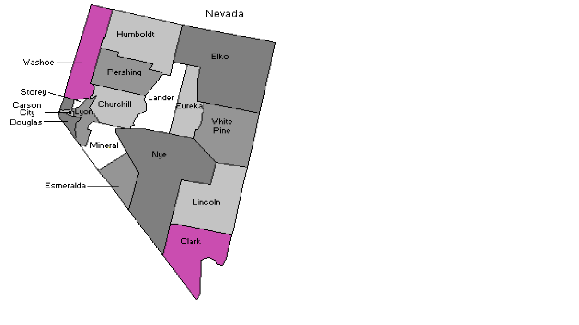 Nevada
Humboldt
Elko
Washoe
Pershing
Storey
Carson
City
Lyon
Churchill
Lander
Eureka
Douglas
White
Pine
Mineral
Nye
Esmeralda
Lincoln
Clark